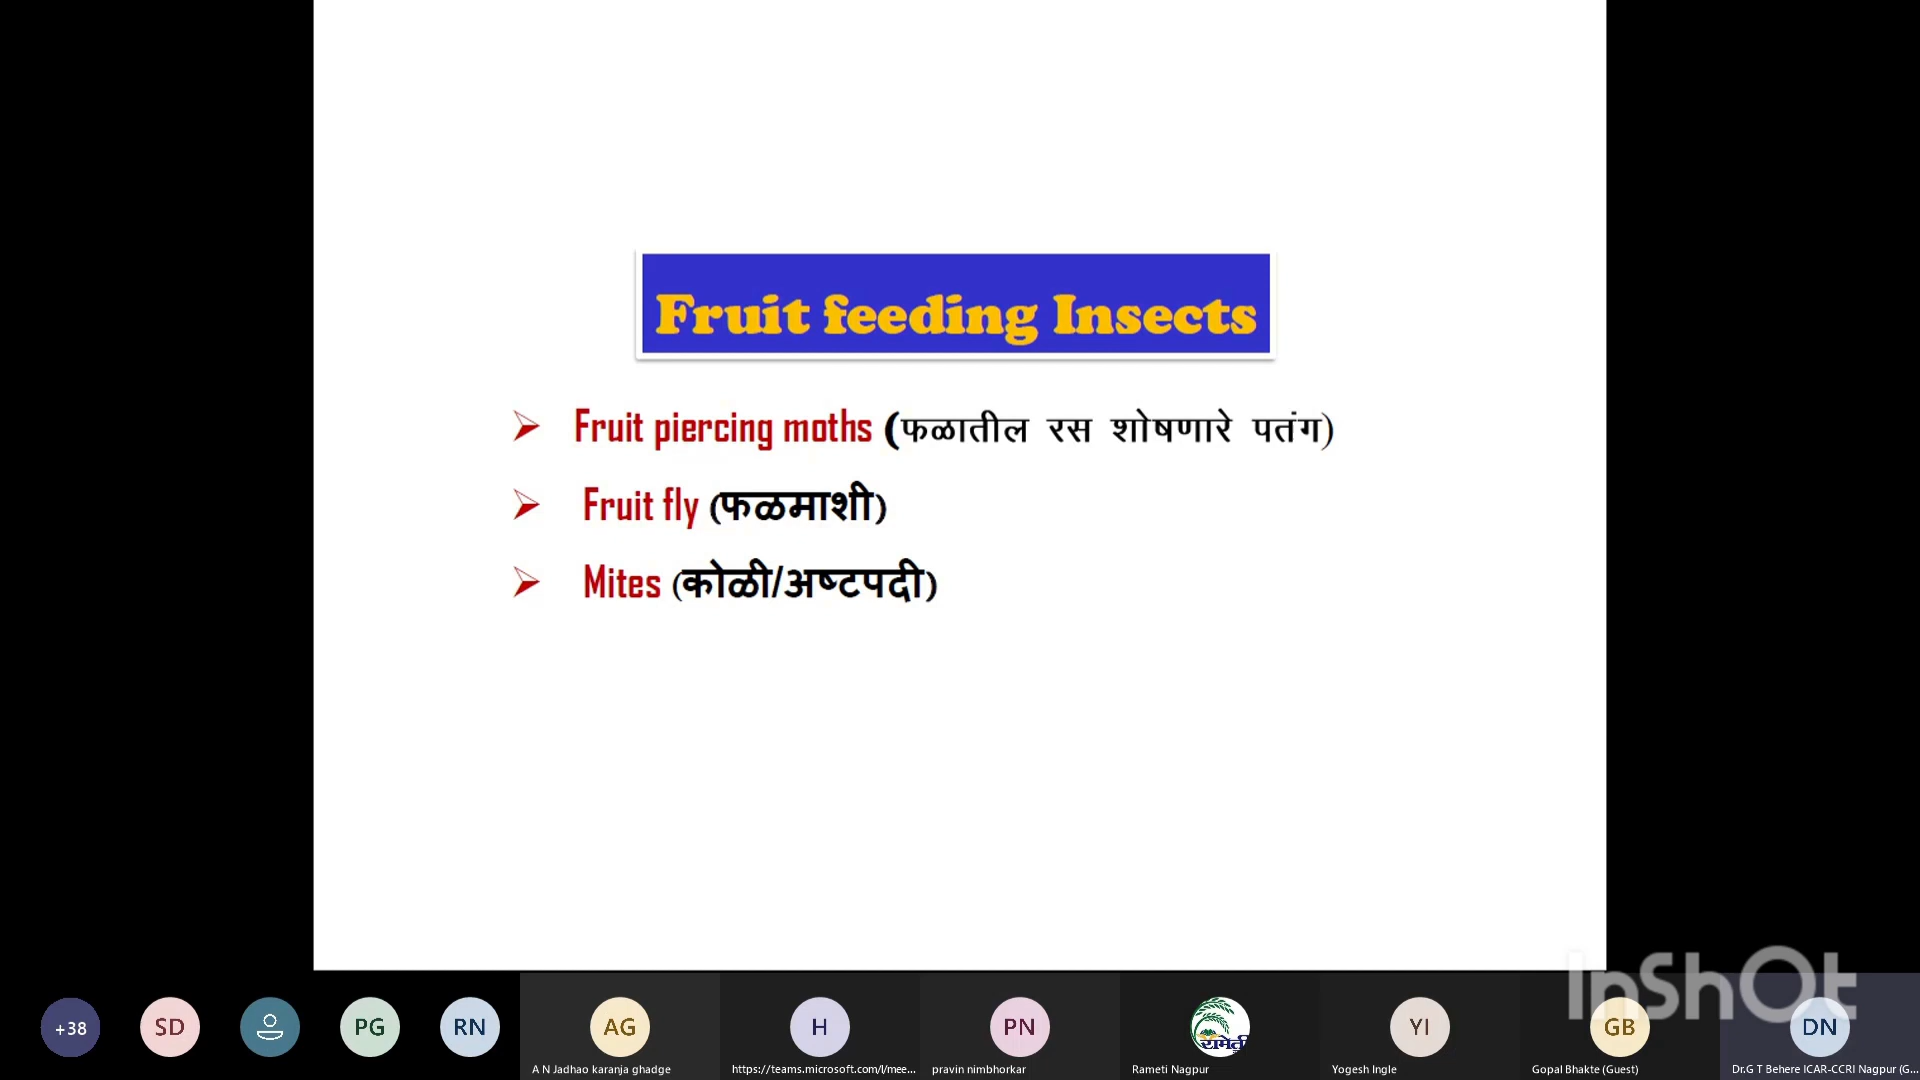 Fruit feeding Insects
➢ Fruit piercing moths (फळातील रस शोषणारे पतंग)
➢ Fruit fly (फळमाशी)
➢ Mites (कोळी/अष्टपदी)
InShOt
+38 SD PG RN AG H PN रामेती YI GB DN
A N Jadhao karanja ghadge https://teams.microsoft.com/l/mee... pravin nimbhorkar Rameti Nagpur Yogesh Ingle Gopal Bhakte (Guest) Dr.G T Behere ICAR-CCRI Nagpur (G...